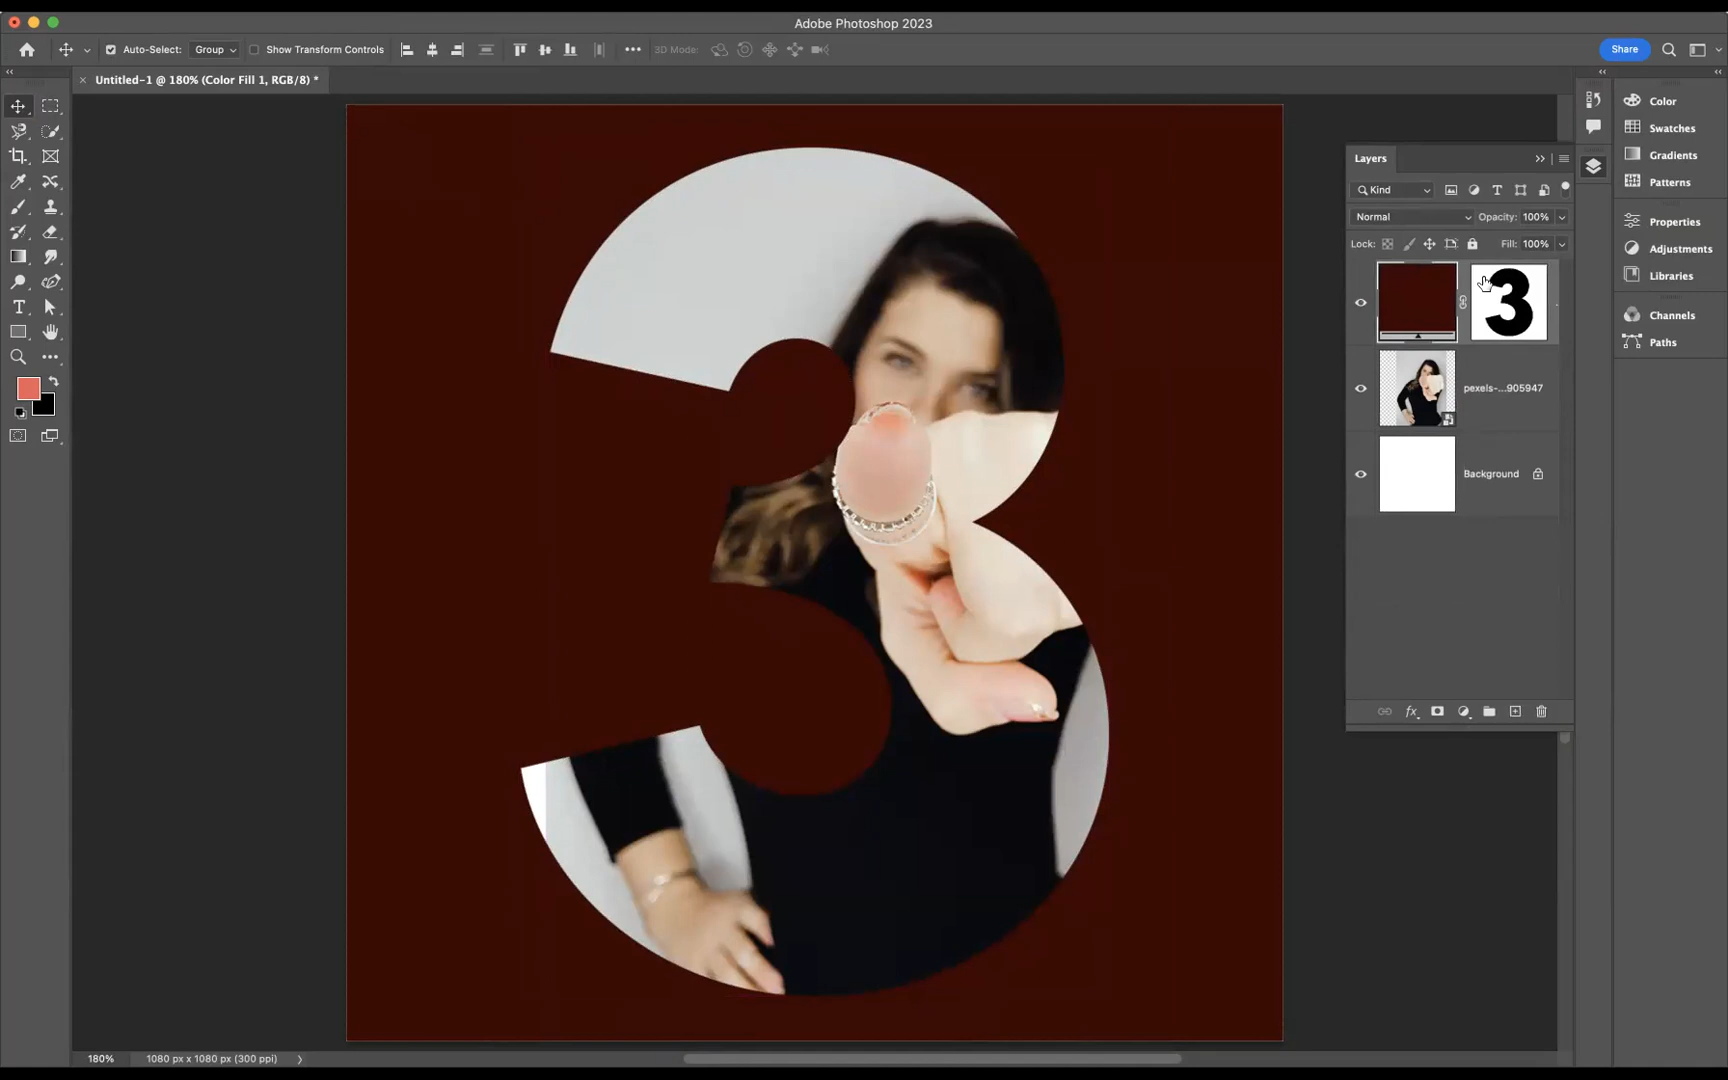 Adobe Photoshop 2023
Auto-Select: Group Show Transform Controls 3D Mode: Share
Untitled-1 @ 180% (Color Fill 1, RGB/8) *
Color
Swatches
Gradients
Patterns
Properties
Adjustments
Libraries
Channels
Paths
Layers
Kind
Normal Opacity: 100%
Lock: Fill: 100%
3
pexels-...905947
Background
3
180% 1080 px x 1080 px (300 ppi)